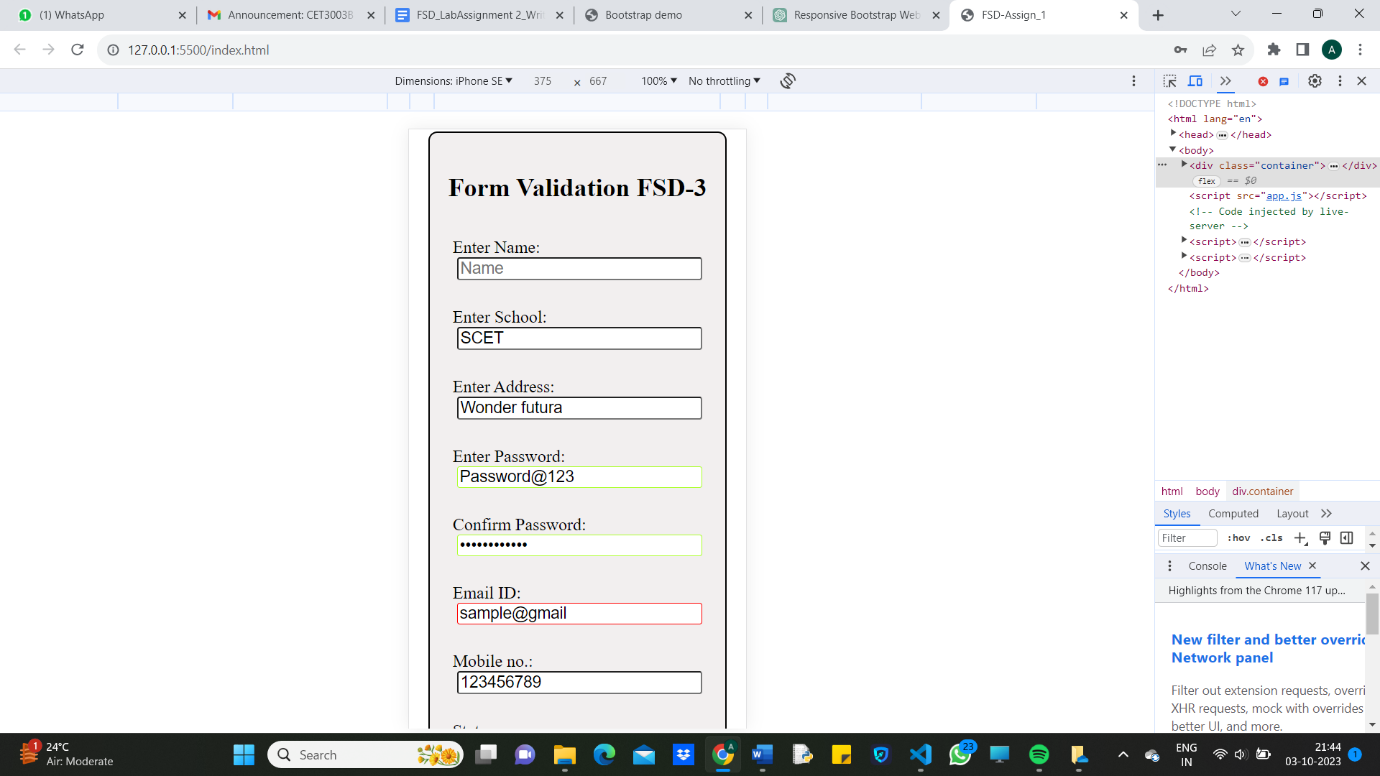 (1) WhatsApp
Announcement: CET3003B
FSD_LabAssignment 2_Wri
Bootstrap demo
Responsive Bootstrap Web
FSD-Assign_1
127.0.0.1:5500/index.html
A
Dimensions: iPhone SE 375 × 667 100% No throttling
Form Validation FSD-3
Enter Name:
Name
Enter School:
SCET
Enter Address:
Wonder futura
Enter Password:
Password@123
Confirm Password:
••••••••••••
Email ID:
sample@gmail
Mobile no.:
123456789
<!DOCTYPE html>
<html lang="en">
<head> ••• </head>
<body>
••• <div class="container"> ••• </div>
flex == $0
<script src="app.js"></script>
<!-- Code injected by live-
server -->
<script> ••• </script>
<script> ••• </script>
</body>
</html>
html body div.container
Styles Computed Layout
Filter :hov .cls
Console What's New
Highlights from the Chrome 117 up...
New filter and better overri
Network panel
Filter out extension requests, overri
XHR requests, mock with overrides
better UI, and more.
1
24°C
Air: Moderate
Search
A
23
ENG
IN
21:44
03-10-2023
1